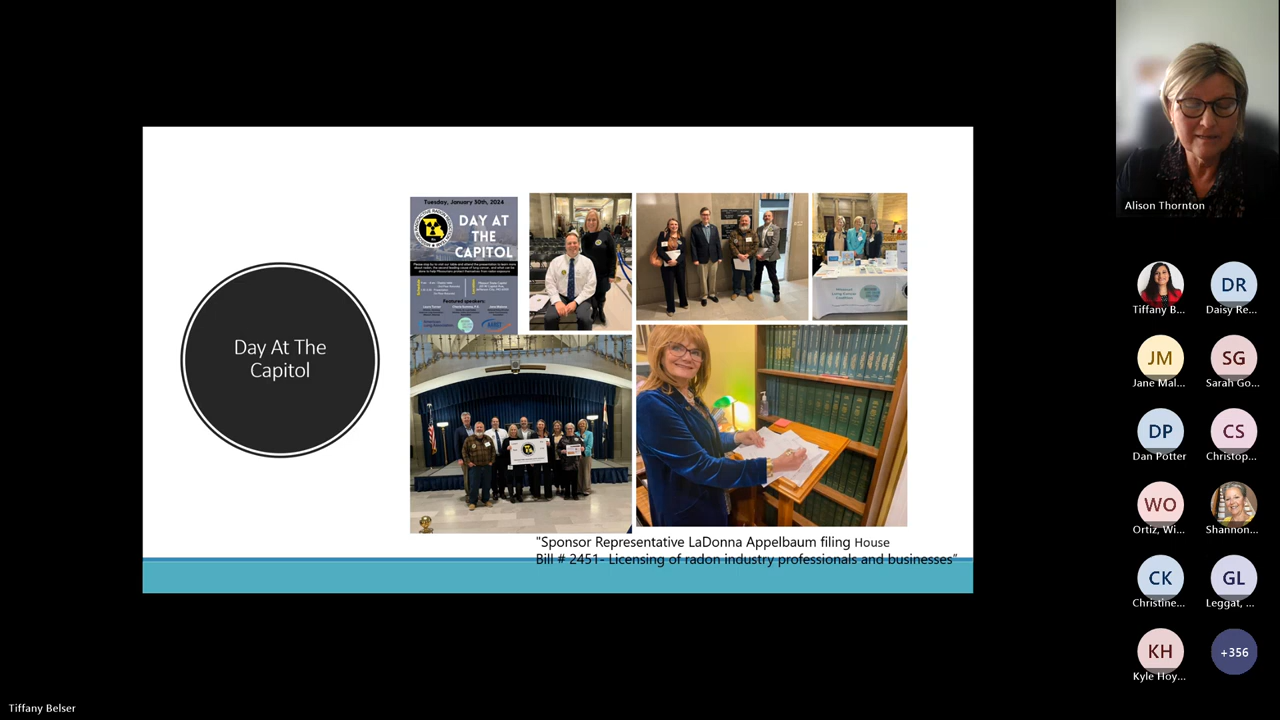 Day At The
Capitol
Tuesday, January 30th, 2024
DAY AT
THE
CAPITOL
Featured speakers:
"Sponsor Representative LaDonna Appelbaum filing House
Bill # 2451- Licensing of radon industry professionals and businesses”
Alison Thornton
Tiffany B...
DR
Daisy Re...
JM
Jane Mal...
SG
Sarah Go...
DP
Dan Potter
CS
Christop...
WO
Ortiz, Wi...
Shannon...
CK
Christine...
GL
Leggat, ...
KH
Kyle Hoy...
+356
Tiffany Belser